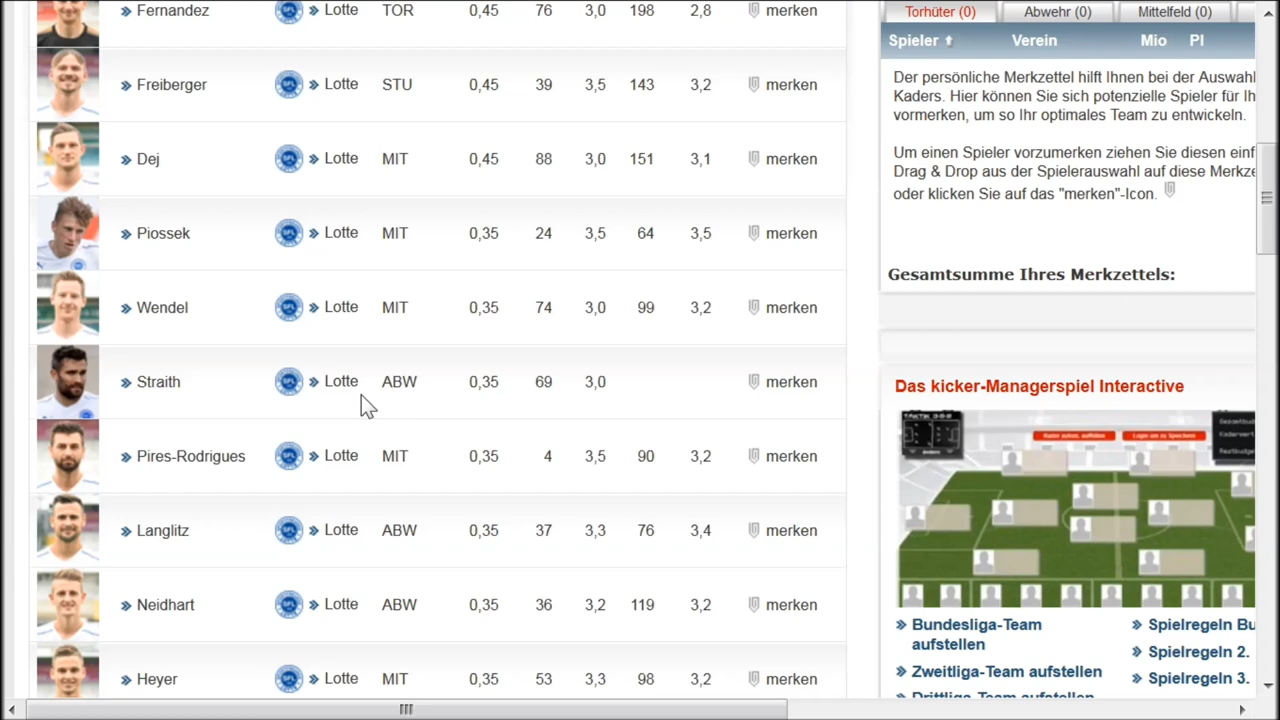 Fernandez Lotte TOR 0,45 76 3,0 198 2,8 merken
Freiberger Lotte STU 0,45 39 3,5 143 3,2 merken
Dej Lotte MIT 0,45 88 3,0 151 3,1 merken
Piossek Lotte MIT 0,35 24 3,5 64 3,5 merken
Wendel Lotte MIT 0,35 74 3,0 99 3,2 merken
Straith Lotte ABW 0,35 69 3,0 merken
Pires-Rodrigues Lotte MIT 0,35 4 3,5 90 3,2 merken
Langlitz Lotte ABW 0,35 37 3,3 76 3,4 merken
Neidhart Lotte ABW 0,35 36 3,2 119 3,2 merken
Heyer Lotte MIT 0,35 53 3,3 98 3,2 merken
Torhüter (0) Abwehr (0) Mittelfeld (0)
Spieler Verein Mio Pl
Der persönliche Merkzettel hilft Ihnen bei der Auswahl
Kaders. Hier können Sie sich potenzielle Spieler für Ih
vormerken, um so Ihr optimales Team zu entwickeln.
Um einen Spieler vorzumerken ziehen Sie diesen einf
Drag & Drop aus der Spielerauswahl auf diese Merkze
oder klicken Sie auf das "merken"-Icon.
Gesamtsumme Ihres Merkzettels:
Das kicker-Managerspiel Interactive
Bundesliga-Team
aufstellen
Zweitliga-Team aufstellen
Drittliga-Team aufstellen
Spielregeln Bu
Spielregeln 2.
Spielregeln 3.